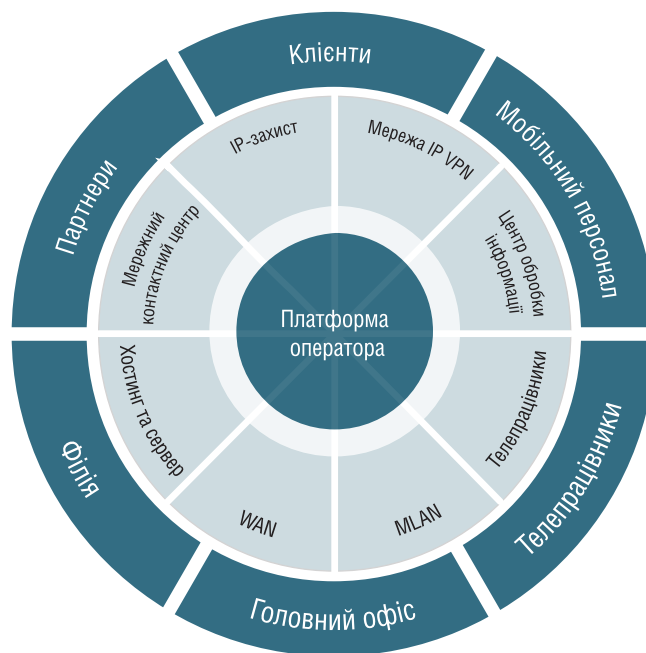 Клієнти
Мобільний персонал
Телепрацівники
Головний офіс
Філія
Партнери
IP-захист
Мережа IP VPN
Центр обробки
інформації
Телепрацівники
MLAN
WAN
Хостинг та сервер
Мережний
контактний центр
Платформа
оператора